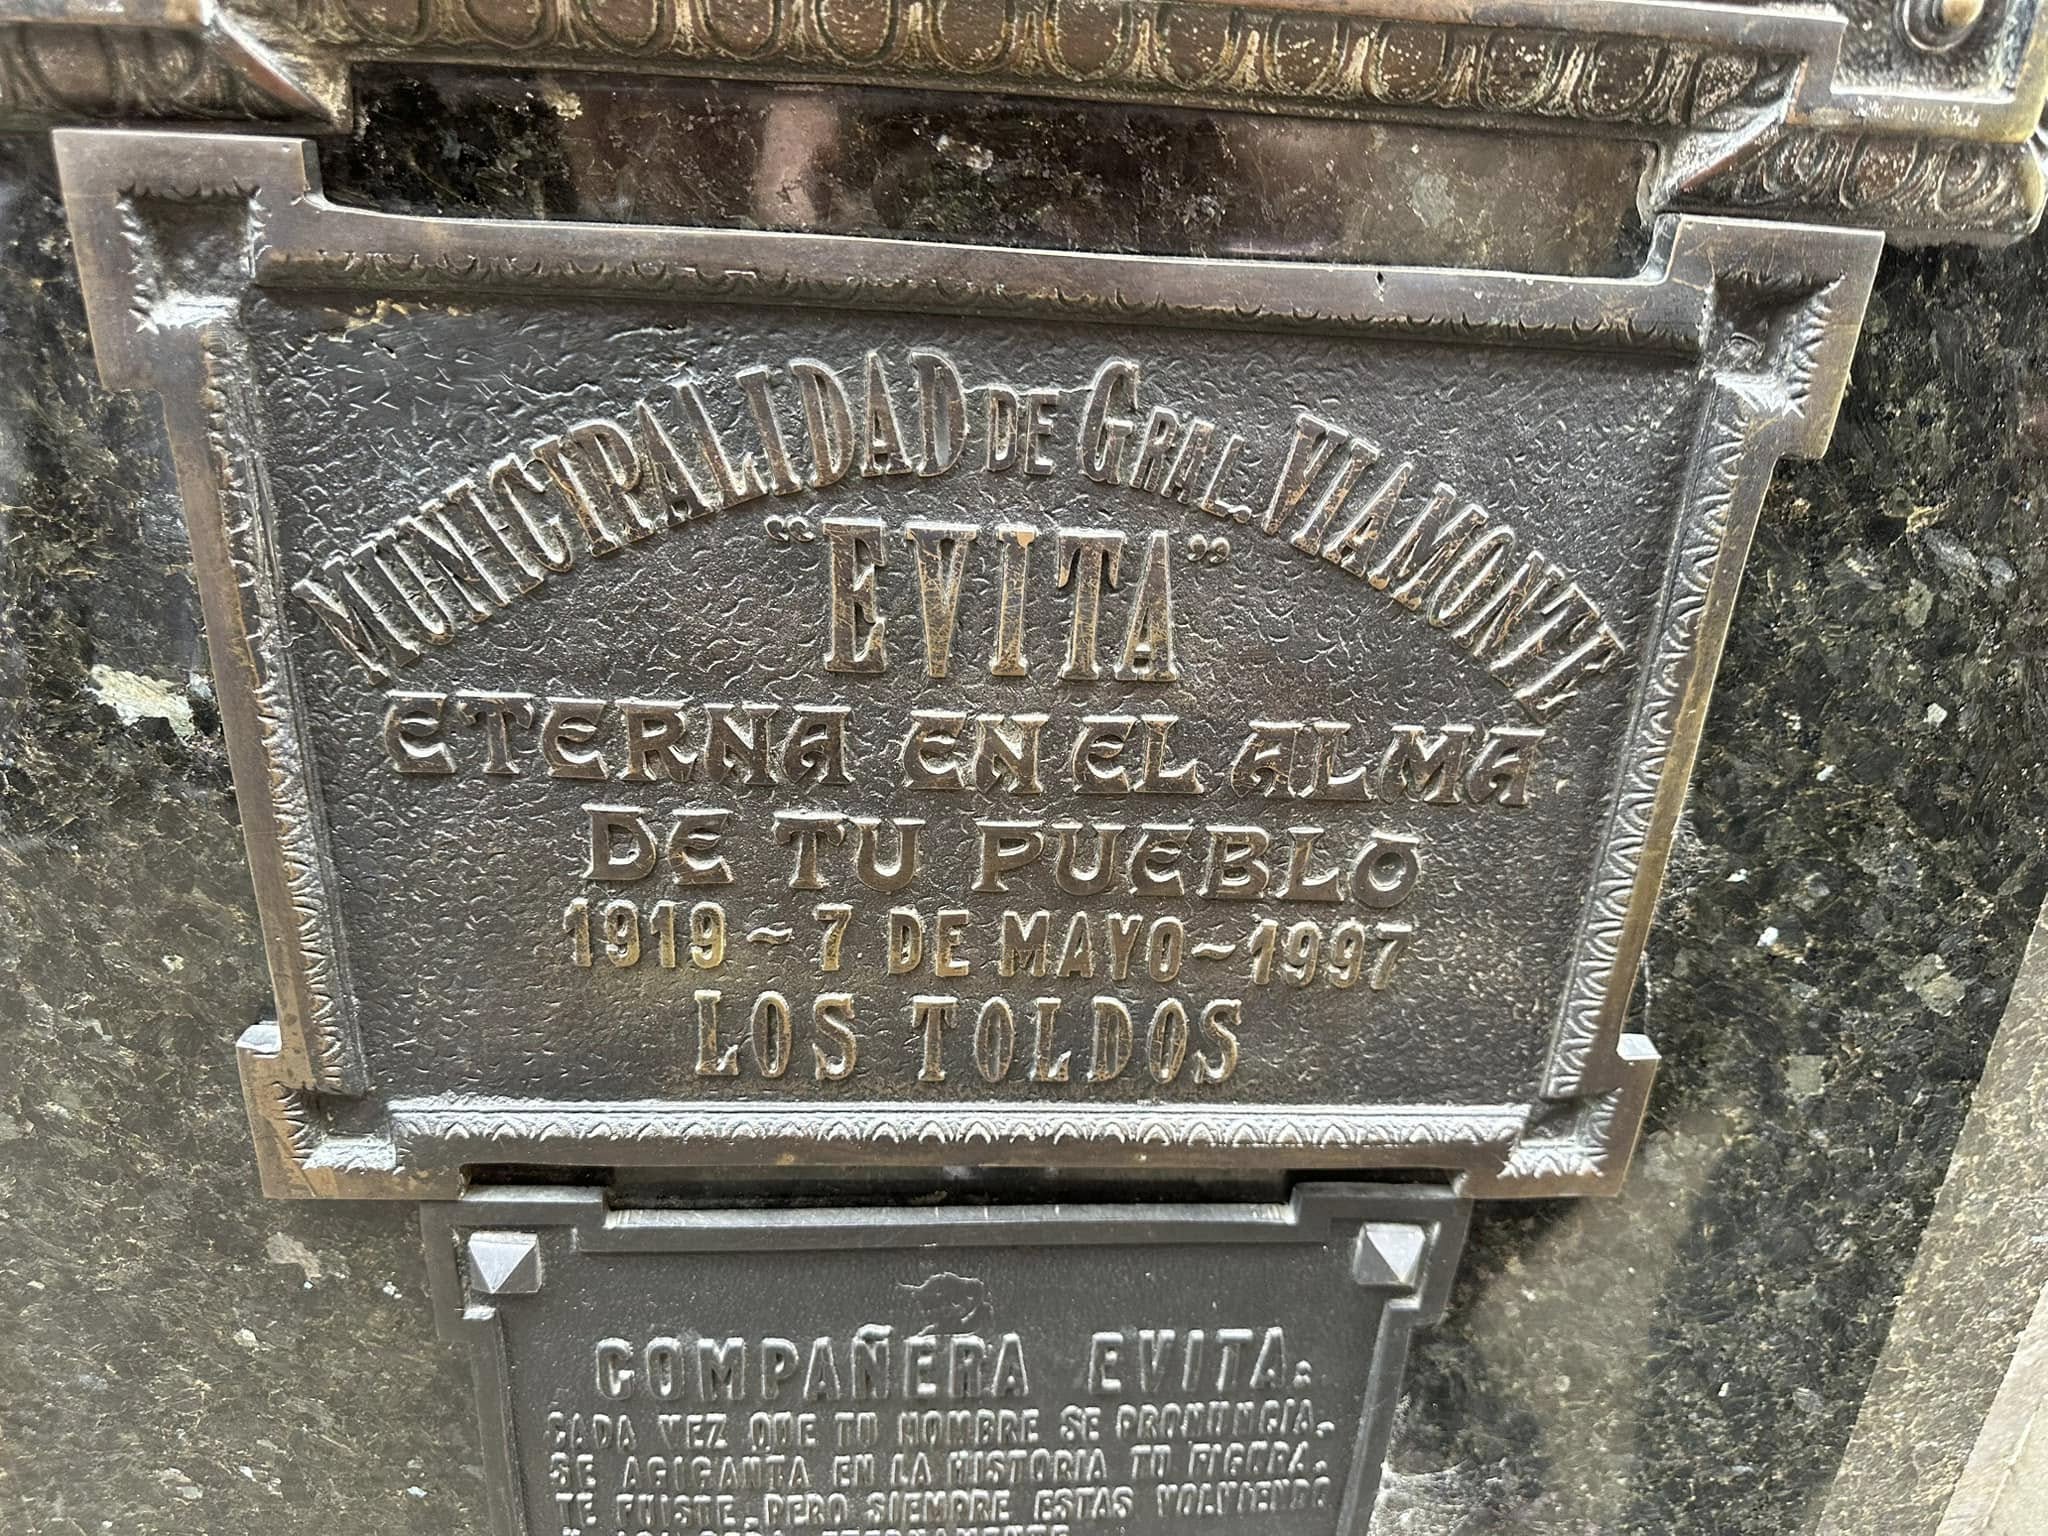 MUNICIPALIDAD DE GRAL. VIAMONTE
"EVITA"
ETERNA EN EL ALMA
DE TU PUEBLO
1919 ~ 7 DE MAYO ~ 1997
LOS TOLDOS
COMPAÑERA EVITA:
CADA VEZ QUE TU NOMBRE SE PRONUNCIA,
SE AGIGANTA EN LA HISTORIA TU FIGURA.
TE FUISTE, PERO SIEMPRE ESTAS VOLVIENDO
ETERNAMENTE